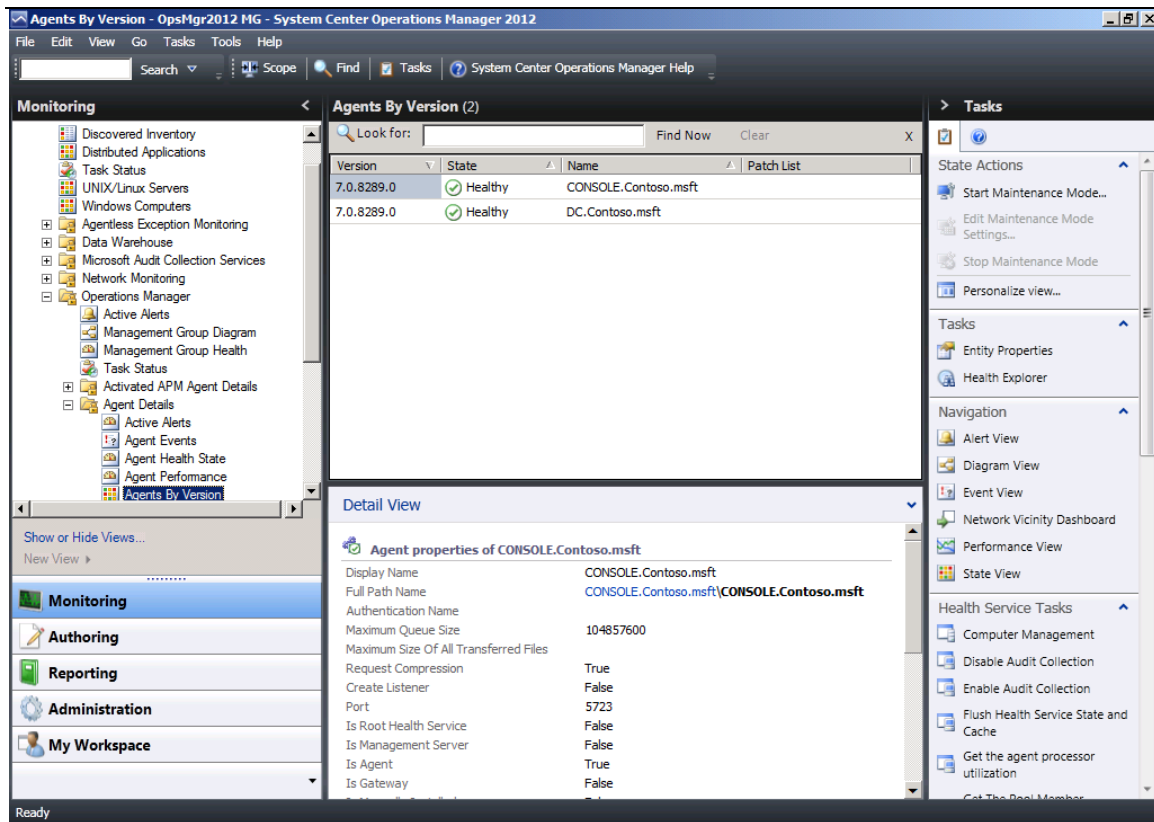 Agents By Version - OpsMgr2012 MG - System Center Operations Manager 2012
File Edit View Go Tasks Tools Help
Search Scope Find Tasks System Center Operations Manager Help
Monitoring
Discovered Inventory
Distributed Applications
Task Status
UNIX/Linux Servers
Windows Computers
Agentless Exception Monitoring
Data Warehouse
Microsoft Audit Collection Services
Network Monitoring
Operations Manager
Active Alerts
Management Group Diagram
Management Group Health
Task Status
Activated APM Agent Details
Agent Details
Active Alerts
Agent Events
Agent Health State
Agent Performance
Agents By Version
Show or Hide Views...
New View
Monitoring
Authoring
Reporting
Administration
My Workspace
Agents By Version (2)
Look for: Find Now Clear X
Version State Name Patch List
7.0.8289.0 Healthy CONSOLE.Contoso.msft
7.0.8289.0 Healthy DC.Contoso.msft
Detail View
Agent properties of CONSOLE.Contoso.msft
Display Name CONSOLE.Contoso.msft
Full Path Name CONSOLE.Contoso.msft\CONSOLE.Contoso.msft
Authentication Name
Maximum Queue Size 104857600
Maximum Size Of All Transferred Files
Request Compression True
Create Listener False
Port 5723
Is Root Health Service False
Is Management Server False
Is Agent True
Is Gateway False
Tasks
State Actions
Start Maintenance Mode...
Edit Maintenance Mode
Settings...
Stop Maintenance Mode
Personalize view...
Tasks
Entity Properties
Health Explorer
Navigation
Alert View
Diagram View
Event View
Network Vicinity Dashboard
Performance View
State View
Health Service Tasks
Computer Management
Disable Audit Collection
Enable Audit Collection
Flush Health Service State and
Cache
Get the agent processor
utilization
Get The Pool Member
Ready